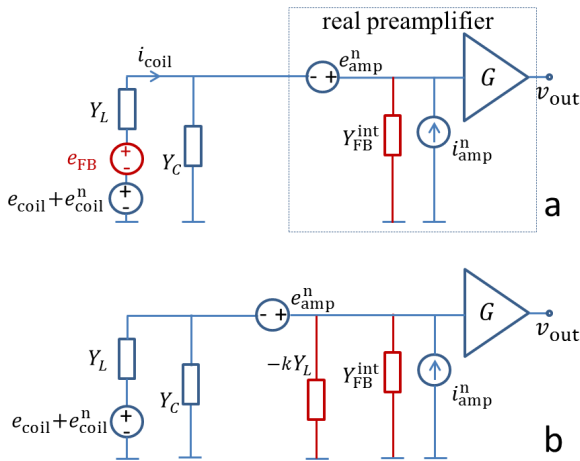 real preamplifier
i_coil
- +
e^n_amp
G
v_out
Y_L
Y_C
Y^int_FB
i^n_amp
+
-
e_FB
+
-
e_coil+e^n_coil
a
e^n_amp
- +
G
v_out
Y_L
Y_C
-kY_L
Y^int_FB
i^n_amp
+
-
e_coil+e^n_coil
b